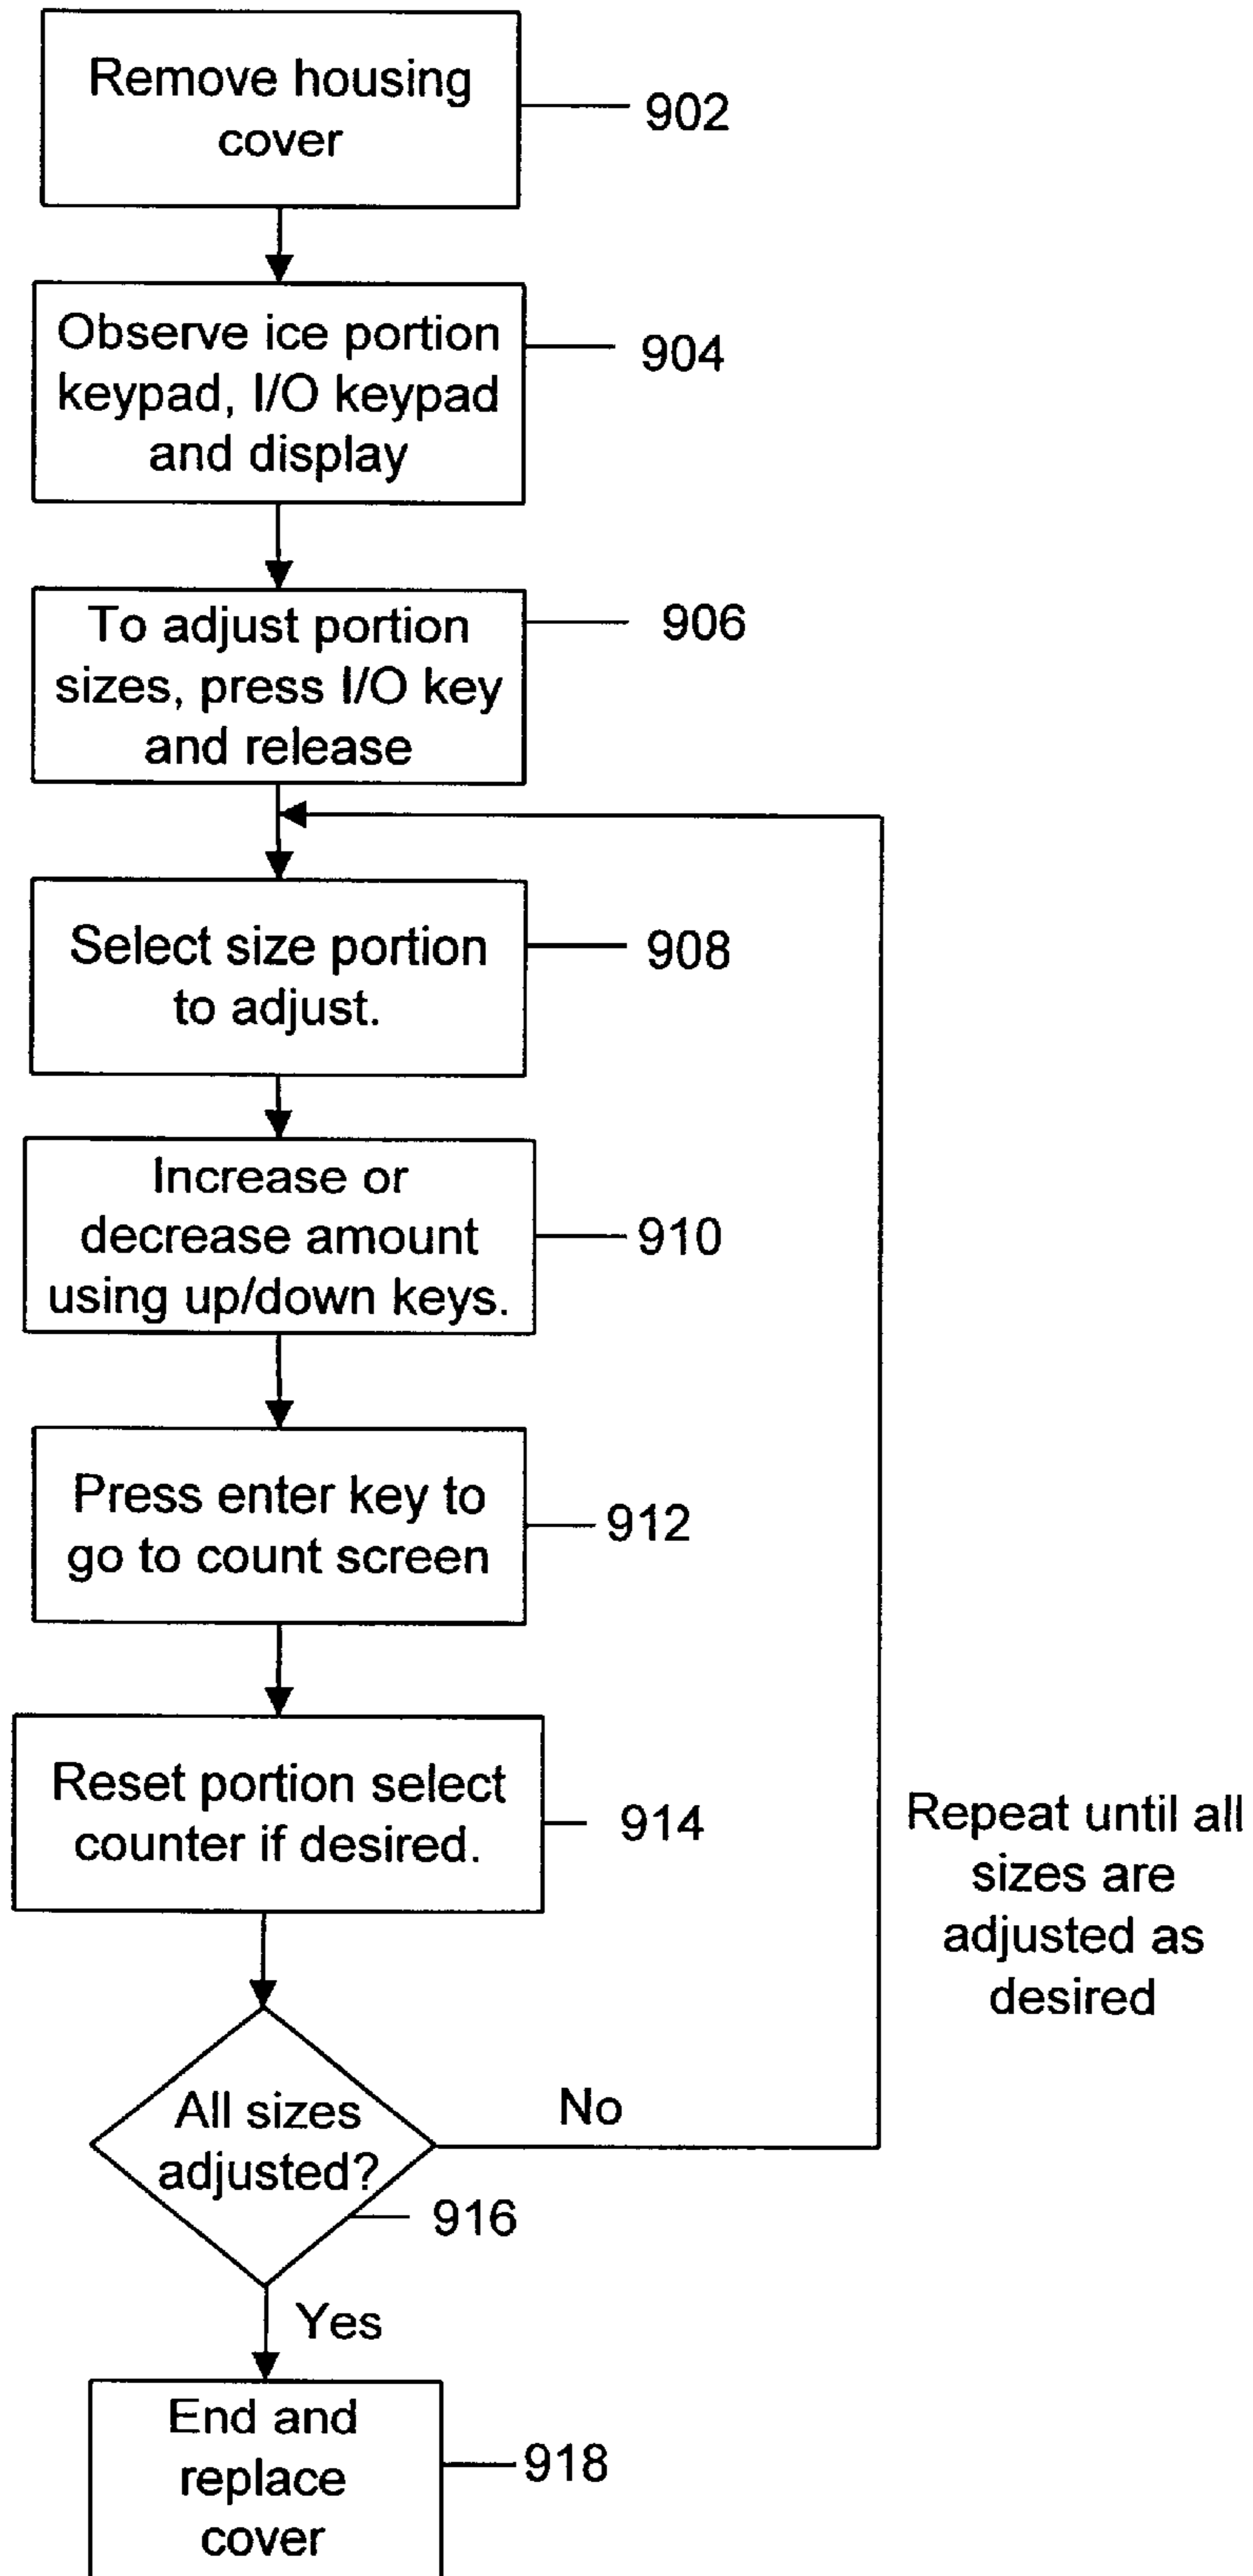 Remove housing
cover
902
Observe ice portion
keypad, I/O keypad
and display
904
To adjust portion
sizes, press I/O key
and release
906
Select size portion
to adjust.
908
Increase or
decrease amount
using up/down keys.
910
Press enter key to
go to count screen
912
Reset portion select
counter if desired.
914
Repeat until all
sizes are
adjusted as
desired
All sizes
adjusted?
No
916
Yes
End and
replace
cover
918